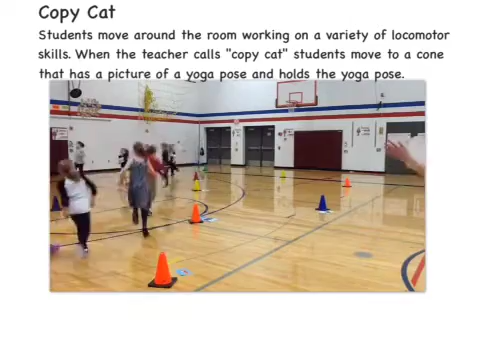 Copy Cat
Students move around the room working on a variety of locomotor
skills. When the teacher calls "copy cat" students move to a cone
that has a picture of a yoga pose and holds the yoga pose.